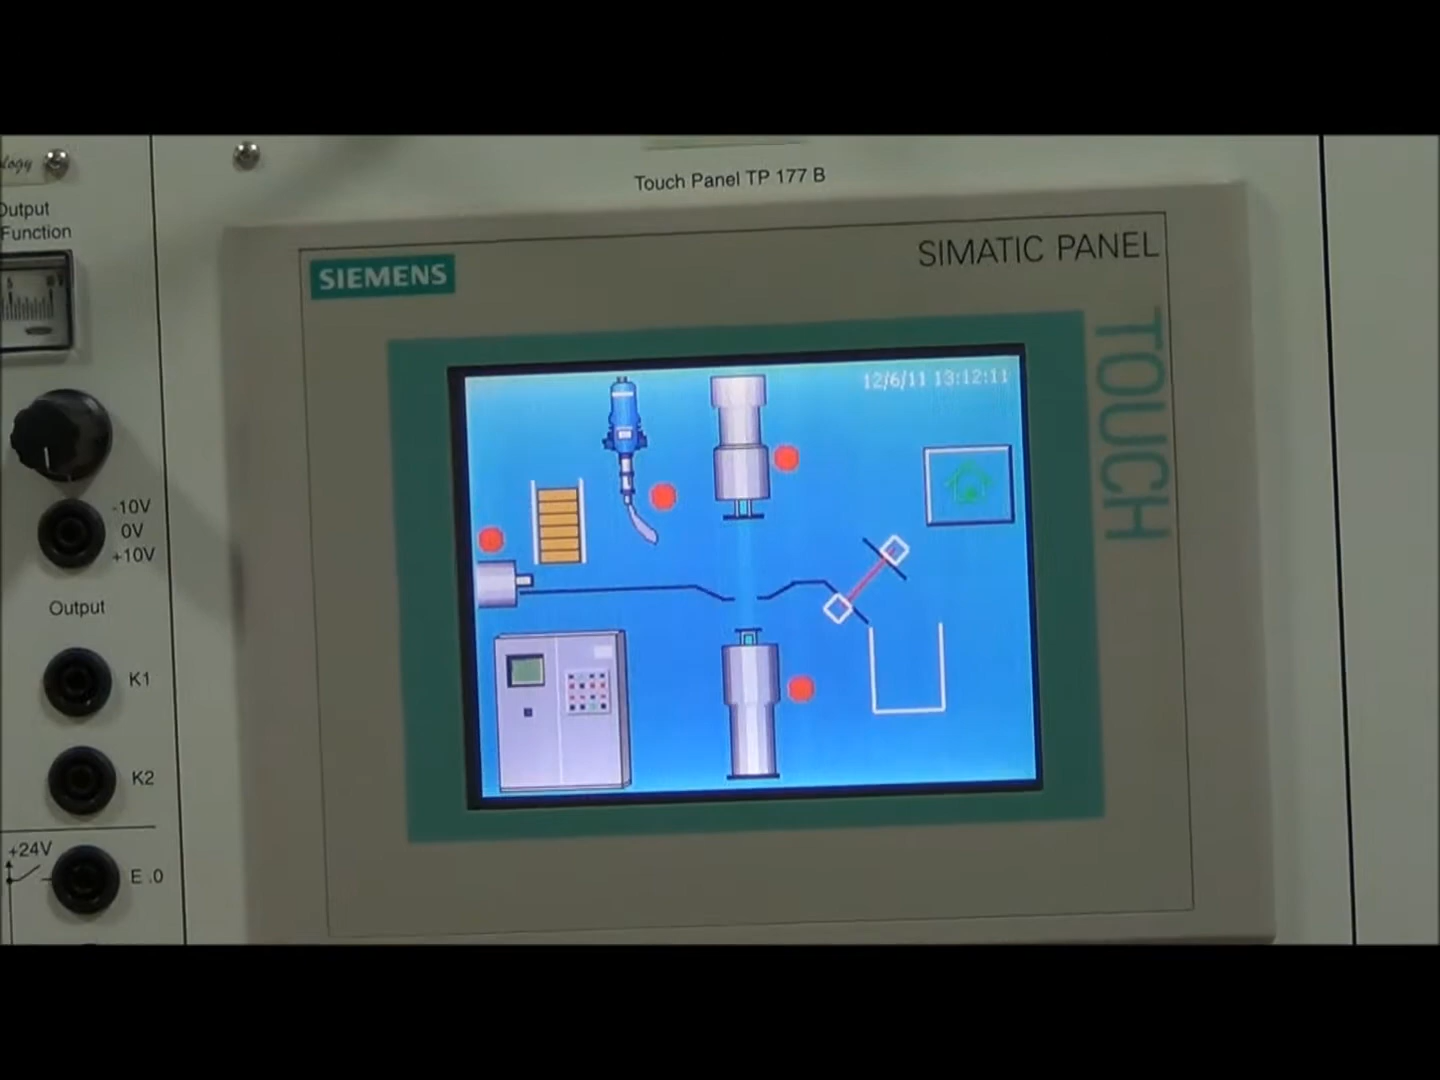 ology
Output
Function
-10V
0V
+10V
Output
K1
K2
+24V
E .0
Touch Panel TP 177 B
SIEMENS
SIMATIC PANEL
TOUCH
12/6/11 13:12:11